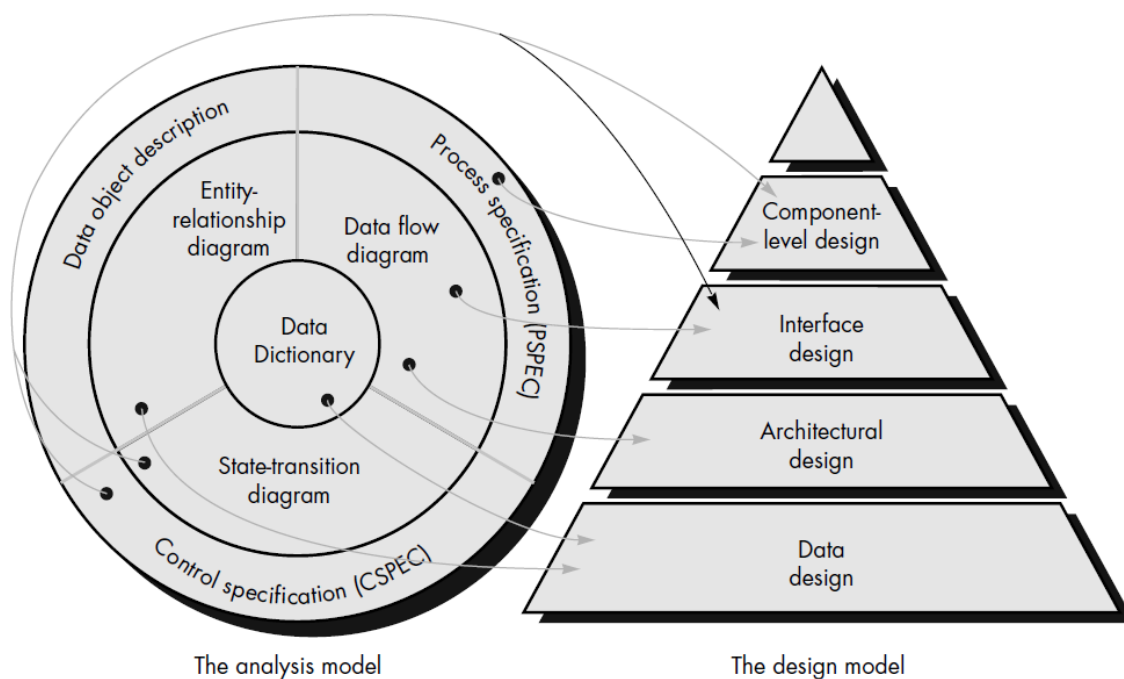 Data object description
Process specification (PSPEC)
Control specification (CSPEC)
Entity-
relationship
diagram
Data flow
diagram
Data
Dictionary
State-transition
diagram
Component-
level design
Interface
design
Architectural
design
Data
design
The analysis model
The design model